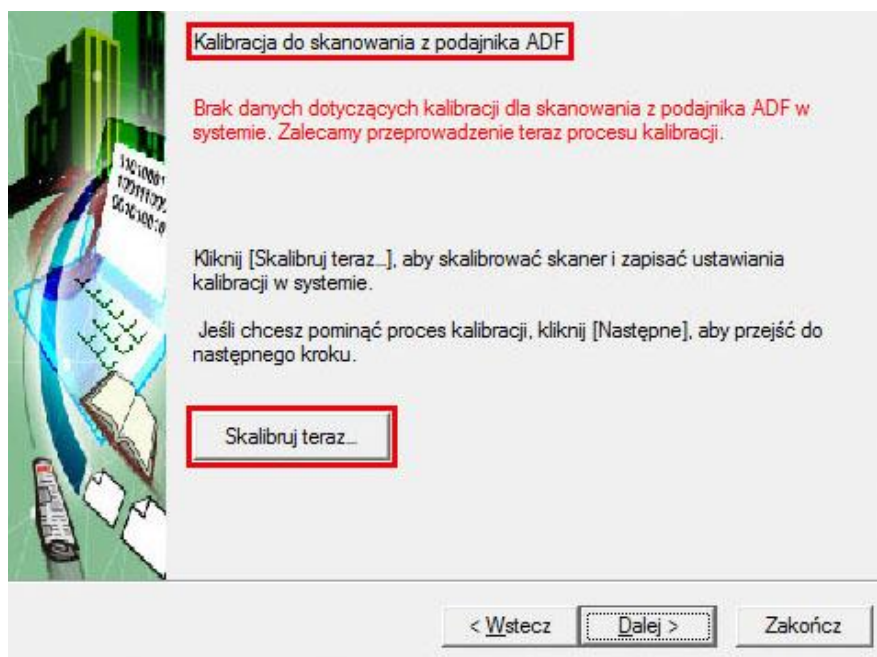 Kalibracja do skanowania z podajnika ADF
Brak danych dotyczących kalibracji dla skanowania z podajnika ADF w
systemie. Zalecamy przeprowadzenie teraz procesu kalibracji.
Kliknij [Skalibruj teraz...], aby skalibrować skaner i zapisać ustawiania
kalibracji w systemie.
Jeśli chcesz pominąć proces kalibracji, kliknij [Następne], aby przejść do
następnego kroku.
Skalibruj teraz...
< Wstecz
Dalej >
Zakończ